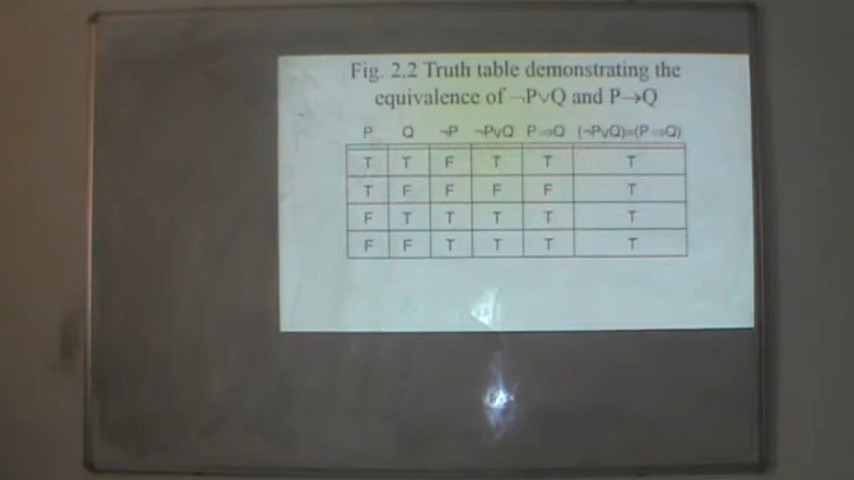 Fig. 2.2 Truth table demonstrating the
equivalence of ¬P∨Q and P→Q
P Q ¬P ¬P∨Q P⇒Q (¬P∨Q)=(P⇒Q)
T T F T T T
T F F F F T
F T T T T T
F F T T T T